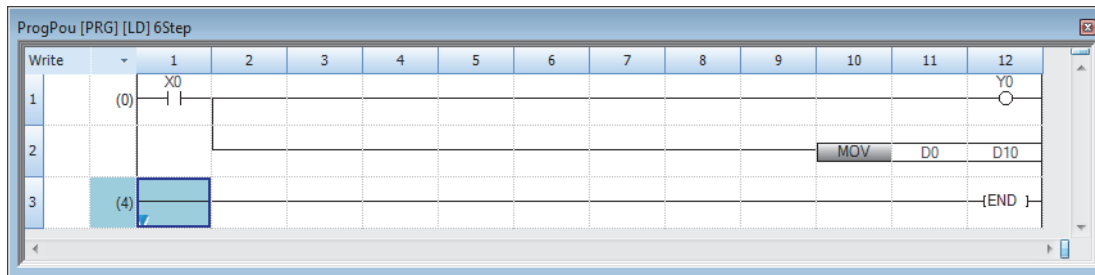 ProgPou [PRG] [LD] 6Step
Write 1 2 3 4 5 6 7 8 9 10 11 12
X0 Y0
1 (0)
2 MOV D0 D10
3 (4) [END ]